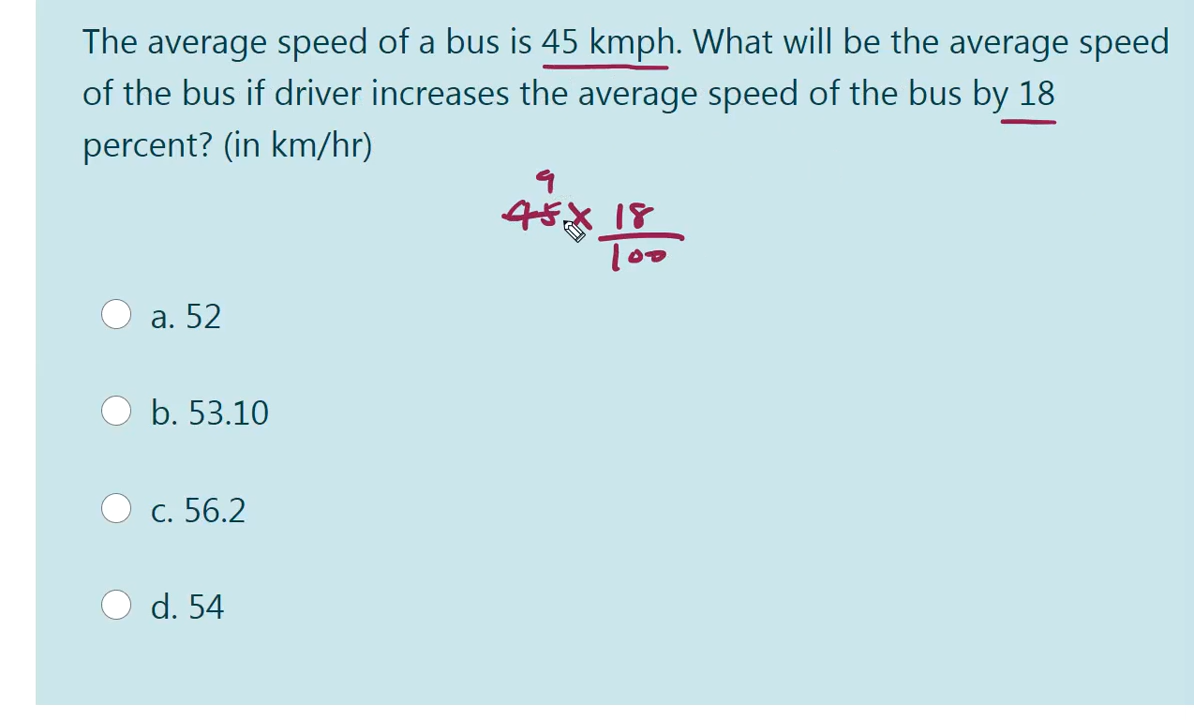 The average speed of a bus is 45 kmph. What will be the average speed
of the bus if driver increases the average speed of the bus by 18
percent? (in km/hr)
9
45 x 18
100
a. 52
b. 53.10
c. 56.2
d. 54